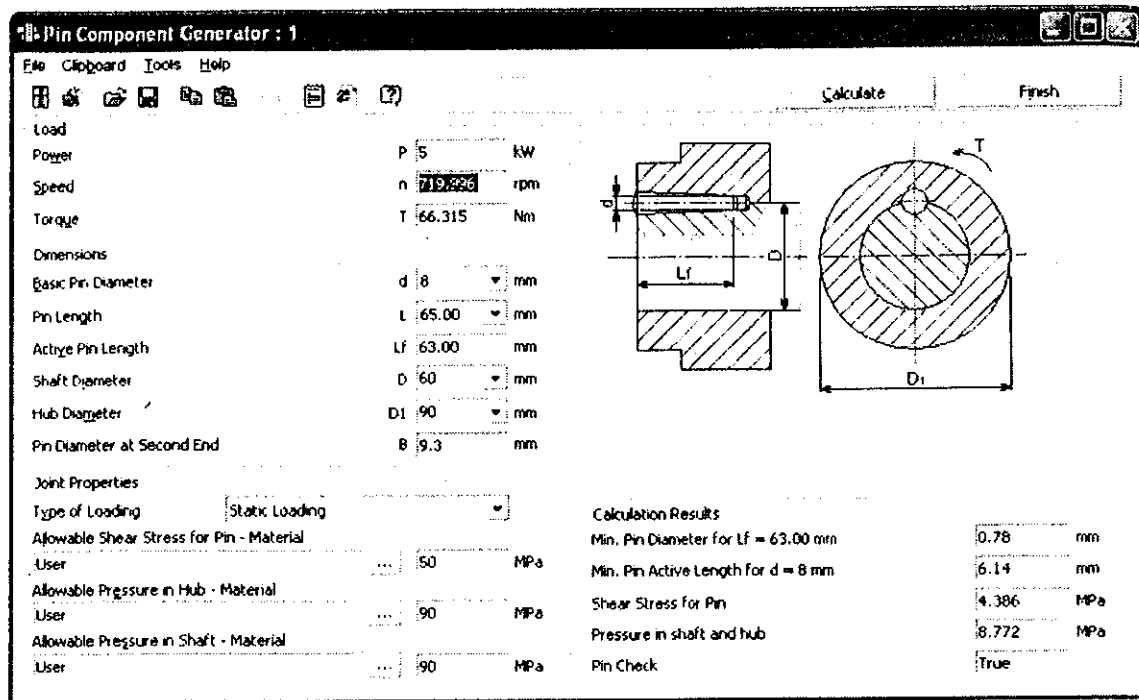 Pin Component Generator : 1
File Clipboard Tools Help
Calculate Finish
Load
Power P 5 kW
Speed n 719.996 rpm
Torque T 66.315 Nm
Dimensions
Basic Pin Diameter d 8 mm
Pin Length L 65.00 mm
Active Pin Length Lf 63.00 mm
Shaft Diameter D 60 mm
Hub Diameter D1 90 mm
Pin Diameter at Second End B 9.3 mm
d Lf D T D1
Joint Properties
Type of Loading Static Loading
Allowable Shear Stress for Pin - Material
User ... 50 MPa
Allowable Pressure in Hub - Material
User ... 90 MPa
Allowable Pressure in Shaft - Material
User ... 90 MPa
Calculation Results
Min. Pin Diameter for Lf = 63.00 mm 0.78 mm
Min. Pin Active Length for d = 8 mm 6.14 mm
Shear Stress for Pin 4.386 MPa
Pressure in shaft and hub 8.772 MPa
Pin Check True